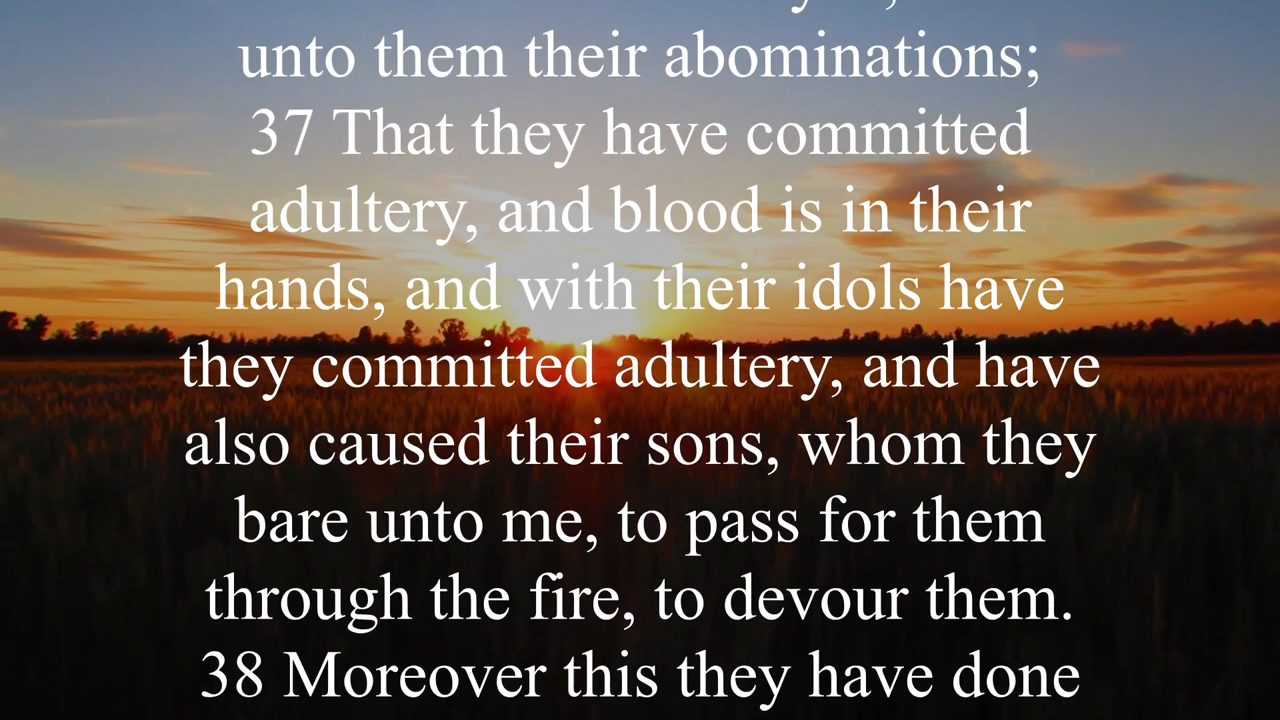 unto them their abominations;
37 That they have committed
adultery, and blood is in their
hands, and with their idols have
they committed adultery, and have
also caused their sons, whom they
bare unto me, to pass for them
through the fire, to devour them.
38 Moreover this they have done